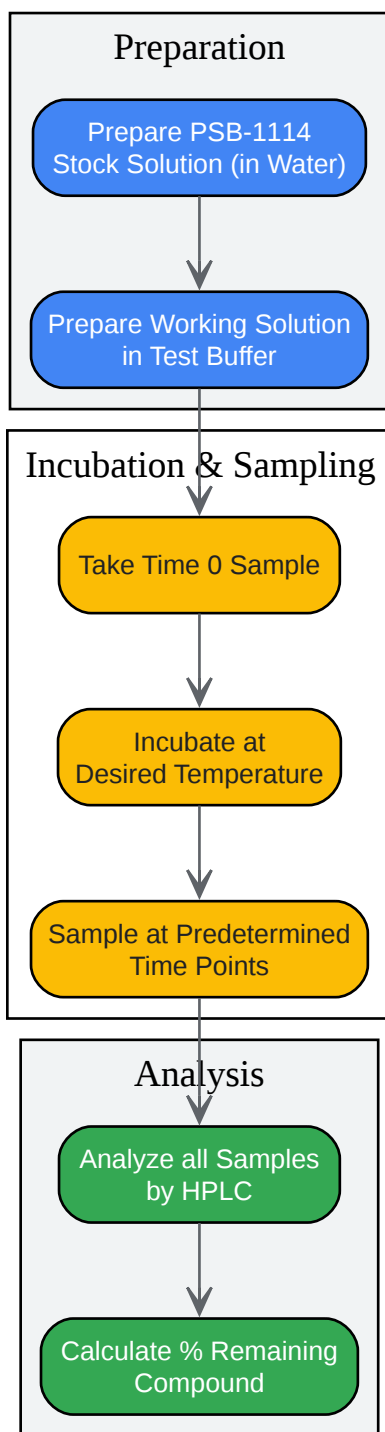 Preparation
Prepare PSB-1114
Stock Solution (in Water)
Prepare Working Solution
in Test Buffer
Incubation & Sampling
Take Time 0 Sample
Incubate at
Desired Temperature
Sample at Predetermined
Time Points
Analysis
Analyze all Samples
by HPLC
Calculate % Remaining
Compound